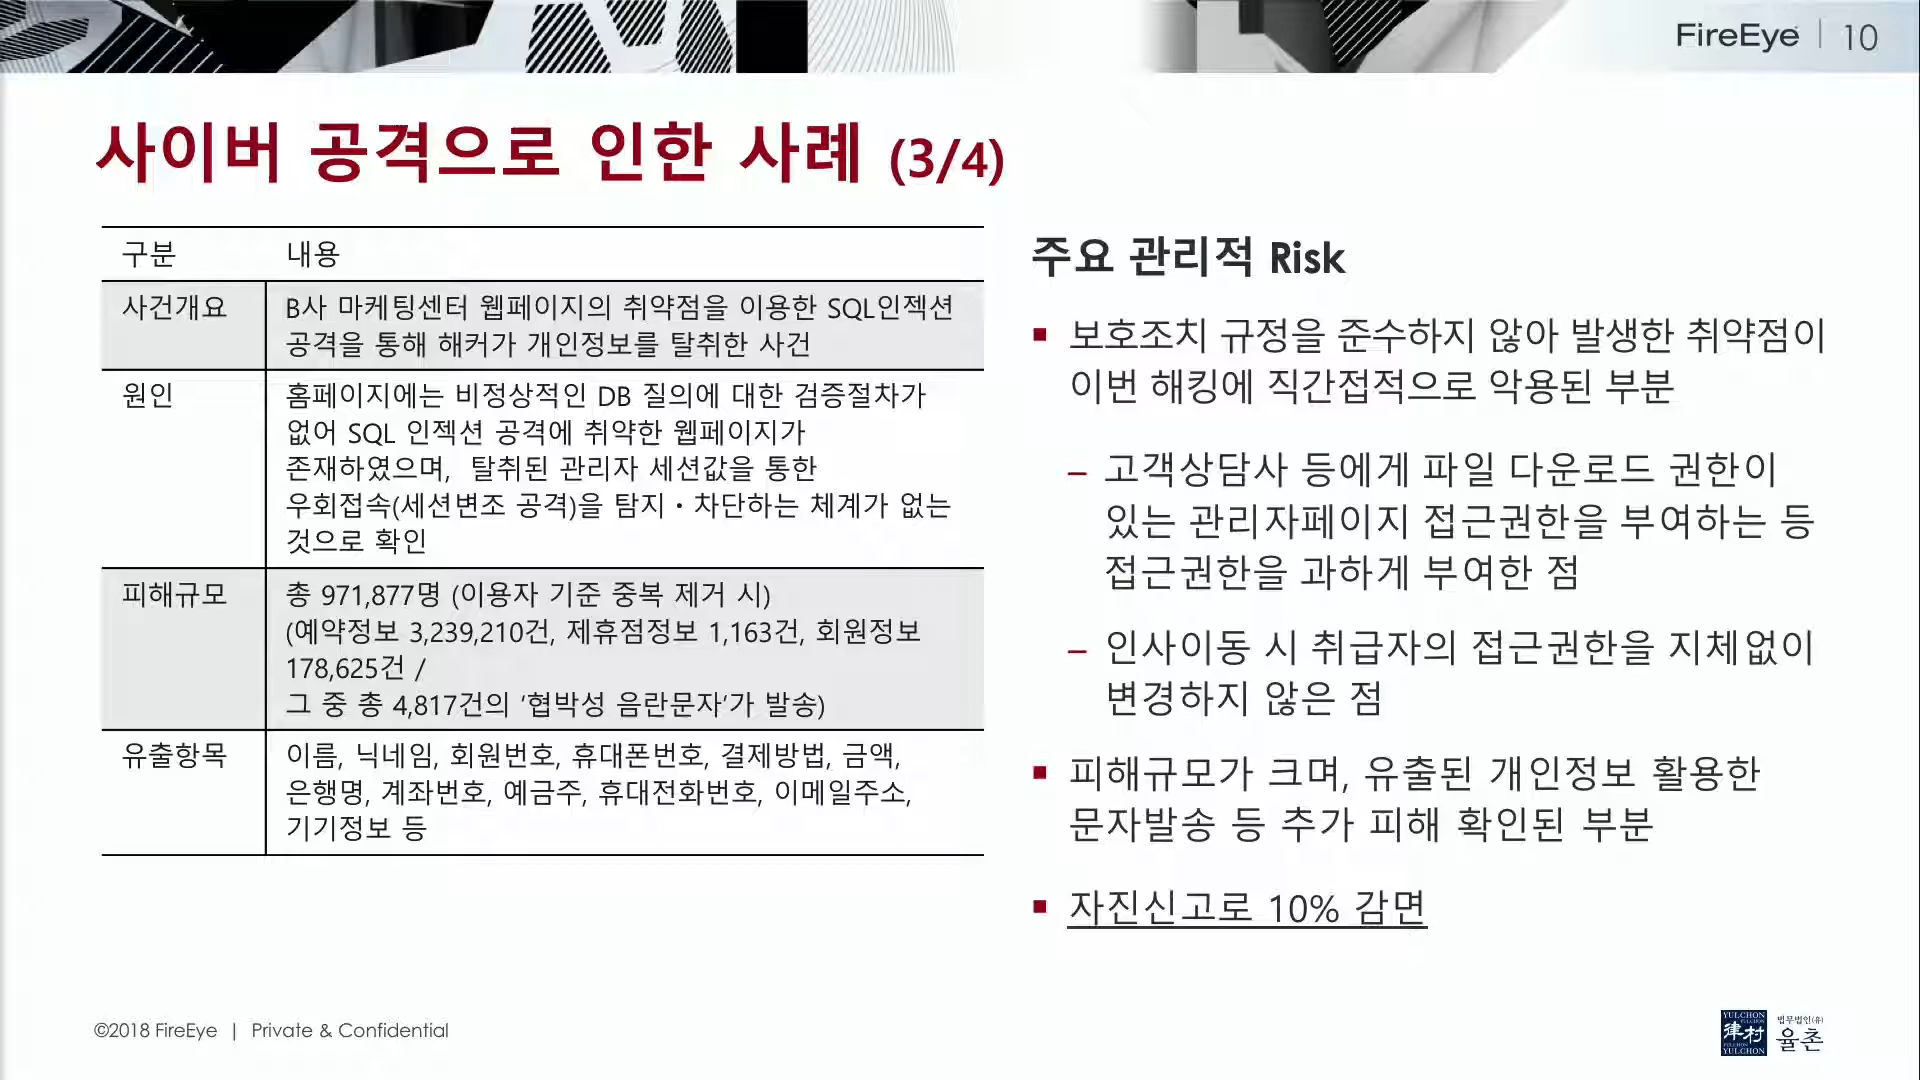 FireEye | 10
사이버 공격으로 인한 사례 (3/4)
구분 내용
사건개요 B사 마케팅센터 웹페이지의 취약점을 이용한 SQL인젝션
공격을 통해 해커가 개인정보를 탈취한 사건
원인 홈페이지에는 비정상적인 DB 질의에 대한 검증절차가
없어 SQL 인젝션 공격에 취약한 웹페이지가
존재하였으며, 탈취된 관리자 세션값을 통한
우회접속(세션변조 공격)을 탐지・차단하는 체계가 없는
것으로 확인
피해규모 총 971,877명 (이용자 기준 중복 제거 시)
(예약정보 3,239,210건, 제휴점정보 1,163건, 회원정보
178,625건 /
그 중 총 4,817건의 ‘협박성 음란문자‘가 발송)
유출항목 이름, 닉네임, 회원번호, 휴대폰번호, 결제방법, 금액,
은행명, 계좌번호, 예금주, 휴대전화번호, 이메일주소,
기기정보 등
주요 관리적 Risk
▪ 보호조치 규정을 준수하지 않아 발생한 취약점이
이번 해킹에 직간접적으로 악용된 부분
– 고객상담사 등에게 파일 다운로드 권한이
있는 관리자페이지 접근권한을 부여하는 등
접근권한을 과하게 부여한 점
– 인사이동 시 취급자의 접근권한을 지체없이
변경하지 않은 점
▪ 피해규모가 크며, 유출된 개인정보 활용한
문자발송 등 추가 피해 확인된 부분
▪ 자진신고로 10% 감면
©2018 FireEye | Private & Confidential
YULCHON
律村
YULCHON
법무법인(유)
율촌